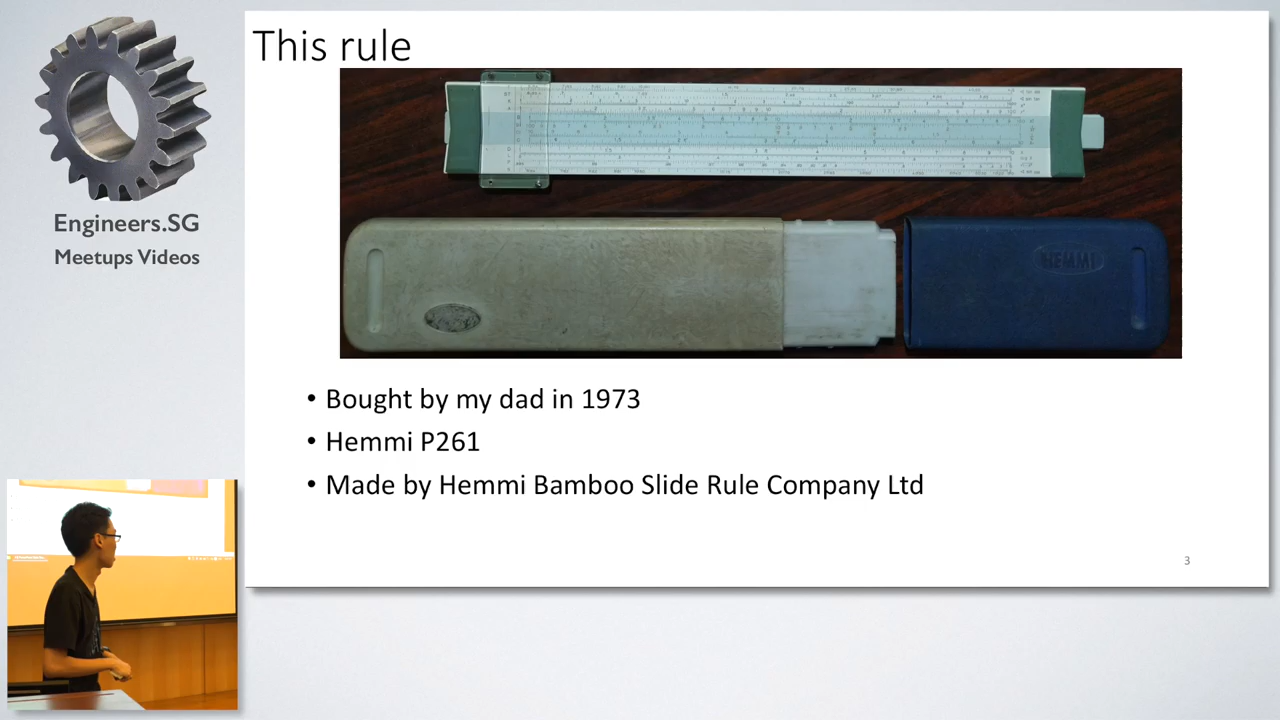 Engineers.SG
Meetups Videos
This rule
HEMMI
• Bought by my dad in 1973
• Hemmi P261
• Made by Hemmi Bamboo Slide Rule Company Ltd
3